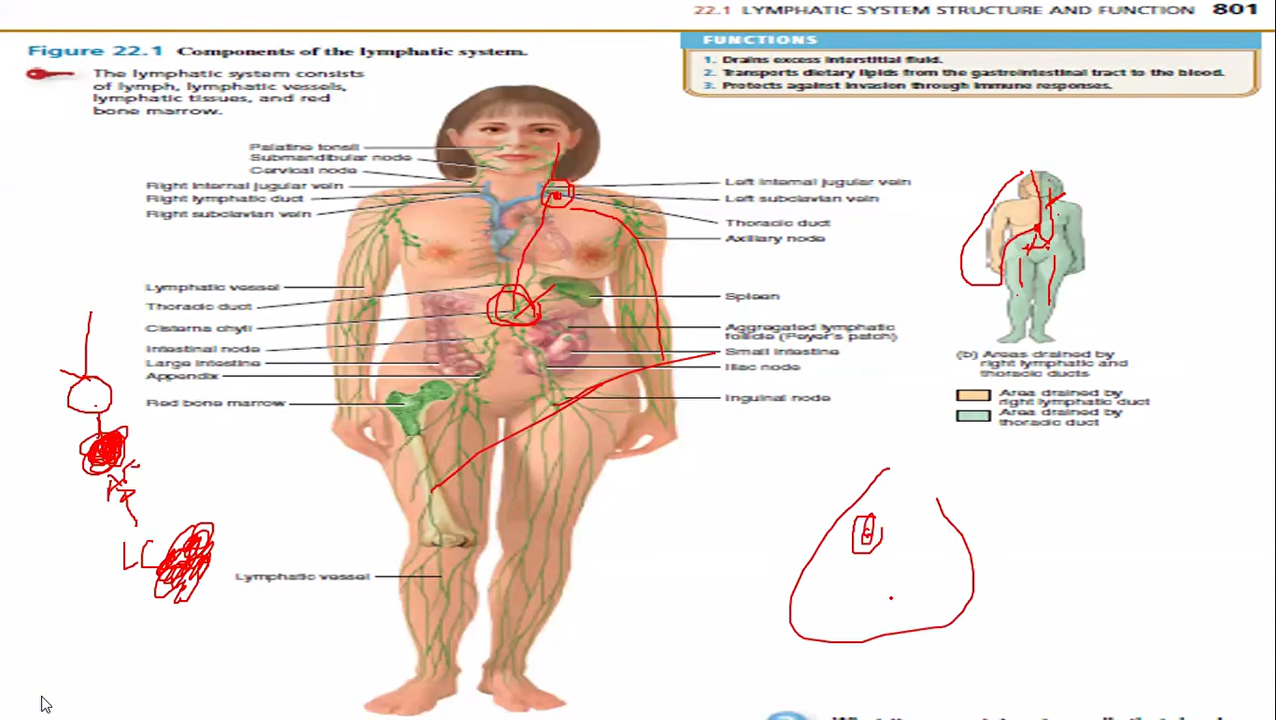 22.1 LYMPHATIC SYSTEM STRUCTURE AND FUNCTION 801
Figure 22.1 Components of the lymphatic system.
The lymphatic system consists
of lymph, lymphatic vessels,
lymphatic tissues, and red
bone marrow.
FUNCTIONS
1. Drains excess interstitial fluid.
2. Transports dietary lipids from the gastrointestinal tract to the blood.
3. Protects against invasion through immune responses.
Palatine tonsil
Submandibular node
Cervical node
Right internal jugular vein
Right lymphatic duct
Right subclavian vein
Lymphatic vessel
Thoracic duct
Cisterna chyli
Intestinal node
Large intestine
Appendix
Red bone marrow
Lymphatic vessel
Left internal jugular vein
Left subclavian vein
Thoracic duct
Axillary node
Spleen
Aggregated lymphatic
follicle (Peyer's patch)
Small intestine
Iliac node
Inguinal node
(b) Areas drained by
right lymphatic and
thoracic ducts
Area drained by
right lymphatic duct
Area drained by
thoracic duct
LC